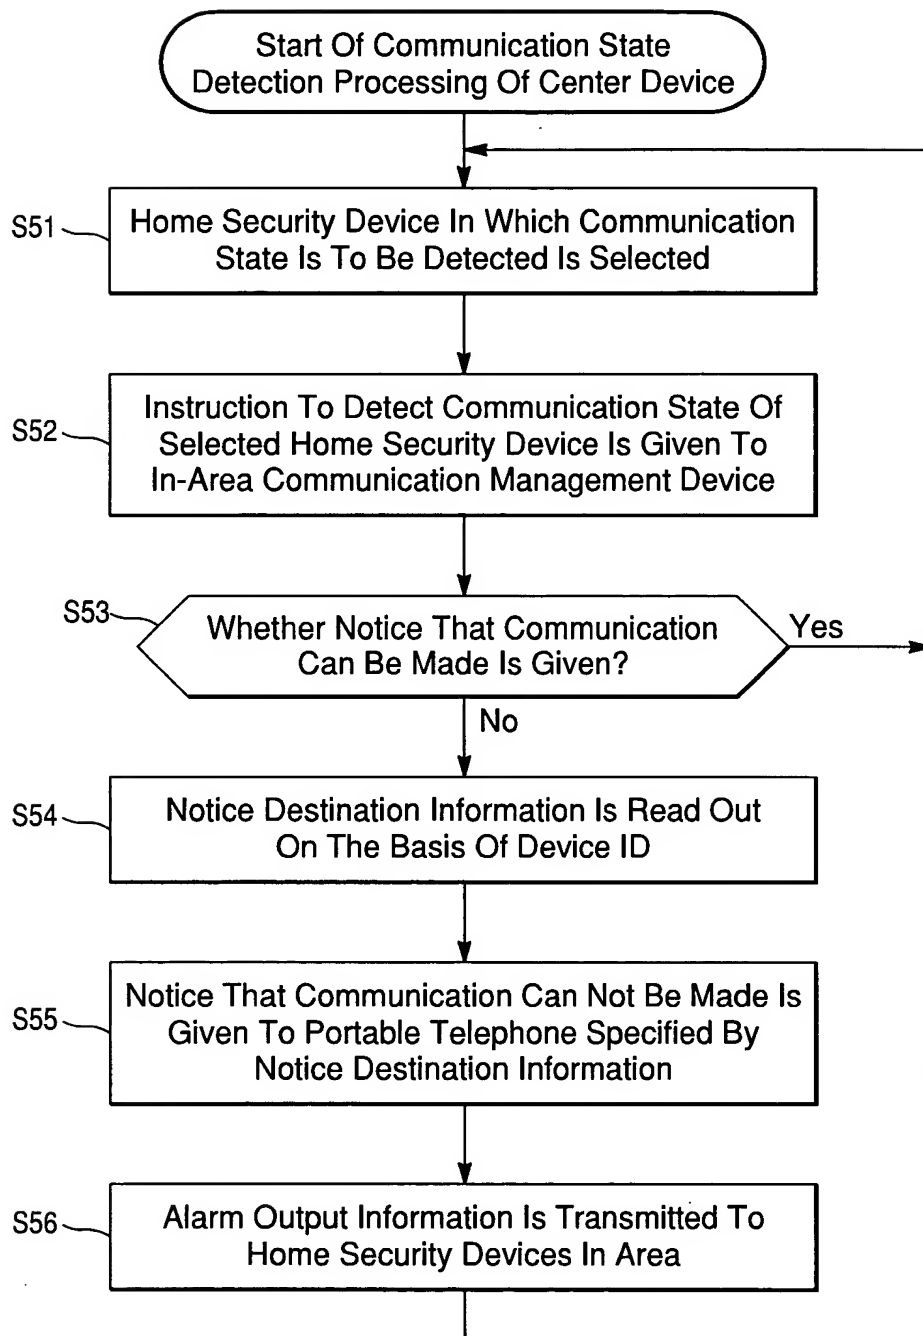 Start Of Communication State
Detection Processing Of Center Device
S51
Home Security Device In Which Communication
State Is To Be Detected Is Selected
S52
Instruction To Detect Communication State Of
Selected Home Security Device Is Given To
In-Area Communication Management Device
S53
Whether Notice That Communication
Can Be Made Is Given?
Yes
No
S54
Notice Destination Information Is Read Out
On The Basis Of Device ID
S55
Notice That Communication Can Not Be Made Is
Given To Portable Telephone Specified By
Notice Destination Information
S56
Alarm Output Information Is Transmitted To
Home Security Devices In Area